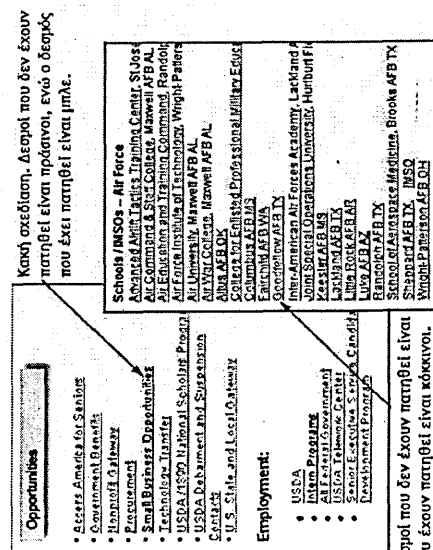 Κακή σχεδίαση. Δεσμοί που δεν έχουν
πατηθεί είναι πράσινοι, ενώ ο δεσμός
που έχει πατηθεί είναι μπλε.
Opportunities
• Access America for Seniors
• Government Benefits
• Nonprofit Gateway
• Procurement
• Small Business Opportunities
• Technology Transfer
• USDA/1890 National Scholars Program
• USDA Debarment and Suspension
Contacts
• U.S. State and Local Gateway
Employment:
• USDA
• Intern Programs
• All Federal Government
• USDA Telework Center
• Senior Executive Service Candida
Development Program
Schools /IMSOs – Air Force
Advanced Airlift Tactics Training Center, St Jose
Air Command & Staff College, Maxwell AFB AL
Air Education and Training Command, Randolp
Air Force Institute of Technology, Wright-Patters
Air University, Maxwell AFB AL
Air War College, Maxwell AFB AL
Altus AFB OK
College for Enlisted Professional Military Educa
Columbus AFB MS
Fairchild AFB WA
Goodfellow AFB TX
Inter-American Air Forces Academy, Lackland A
Joint Special Operations University, Hurlburt Fie
Keesler AFB MS
Lackland AFB TX
Little Rock AFB AR
Luke AFB AZ
Randolph AFB TX
School of Aerospace Medicine, Brooks AFB TX
Sheppard AFB TX IMSO
Wright-Patterson AFB OH
σμοί που δεν έχουν πατηθεί είναι
ου έχουν πατηθεί είναι κόκκινοι.